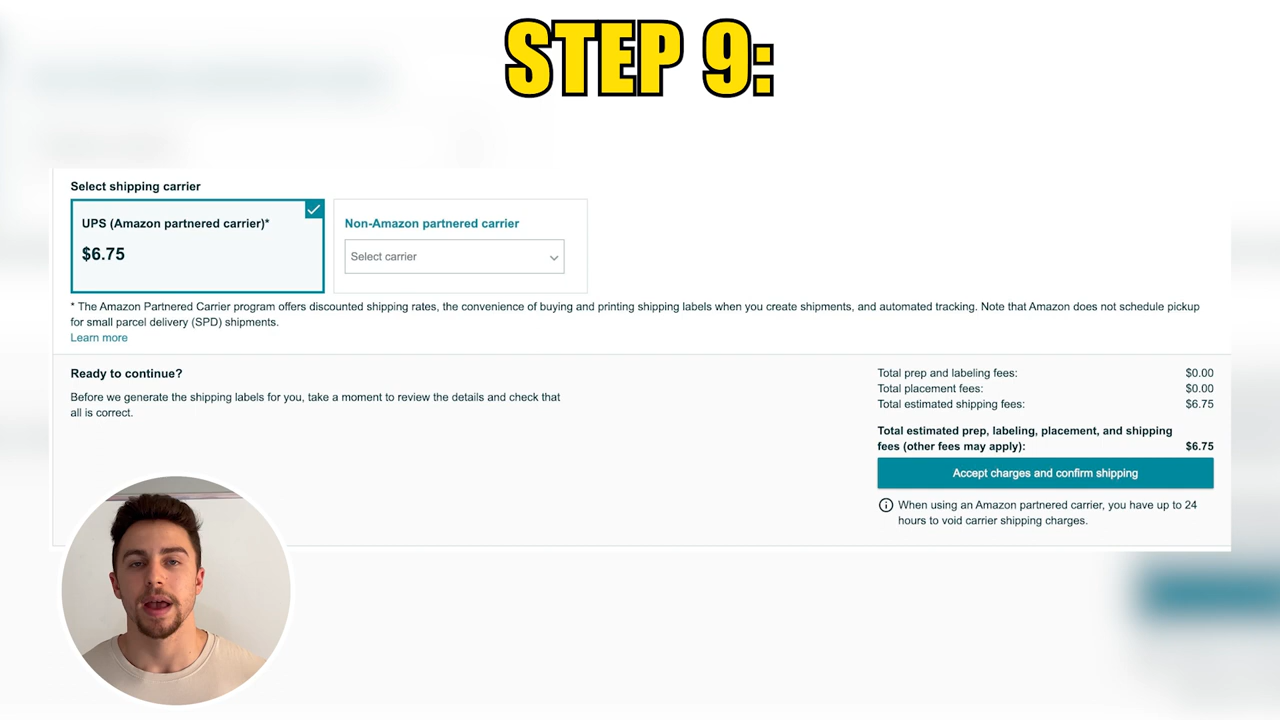 STEP 9:
Select shipping carrier
UPS (Amazon partnered carrier)*
$6.75
Non-Amazon partnered carrier
Select carrier
* The Amazon Partnered Carrier program offers discounted shipping rates, the convenience of buying and printing shipping labels when you create shipments, and automated tracking. Note that Amazon does not schedule pickup
for small parcel delivery (SPD) shipments.
Learn more
Ready to continue?
Before we generate the shipping labels for you, take a moment to review the details and check that
all is correct.
Total prep and labeling fees: $0.00
Total placement fees: $0.00
Total estimated shipping fees: $6.75
Total estimated prep, labeling, placement, and shipping
fees (other fees may apply): $6.75
Accept charges and confirm shipping
When using an Amazon partnered carrier, you have up to 24
hours to void carrier shipping charges.